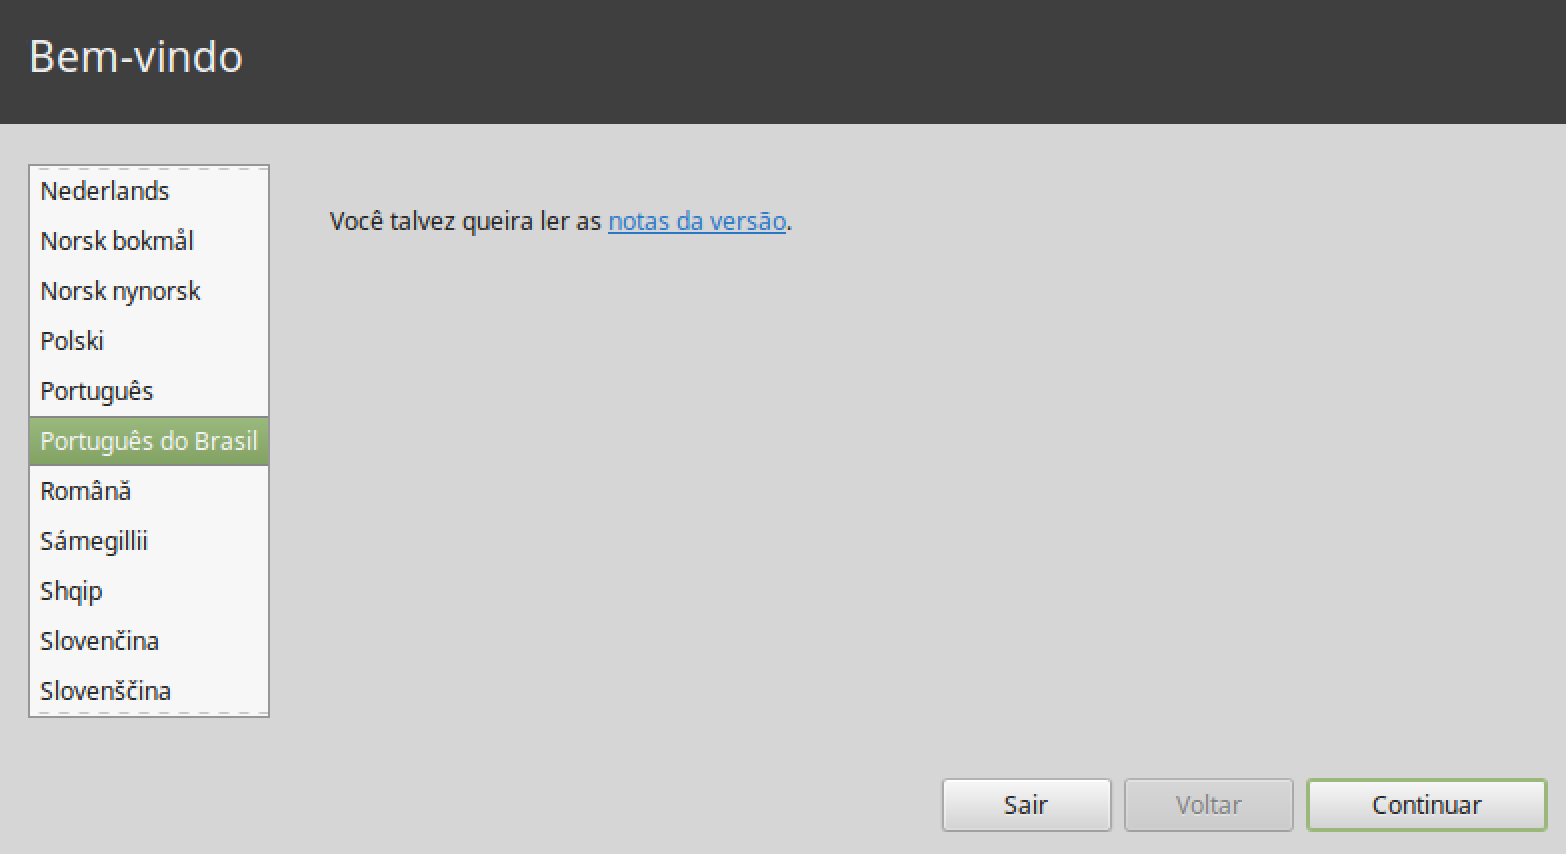 Bem-vindo
Nederlands
Norsk bokmål
Norsk nynorsk
Polski
Português
Português do Brasil
Română
Sámegillii
Shqip
Slovenčina
Slovenščina
Você talvez queira ler as notas da versão.
Sair
Voltar
Continuar